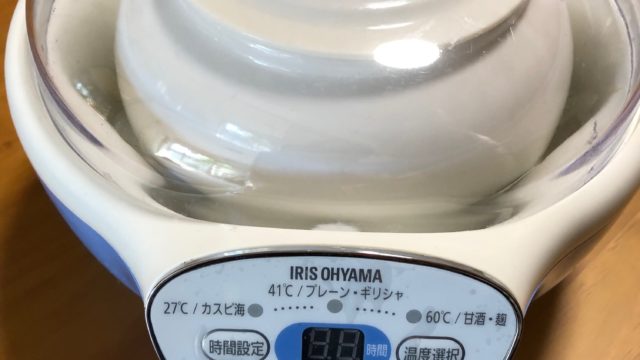 IRIS OHYAMA
41℃/プレーン・ギリシャ
27℃/カスピ海
60℃/甘酒・麹
時間設定
時間
温度選択